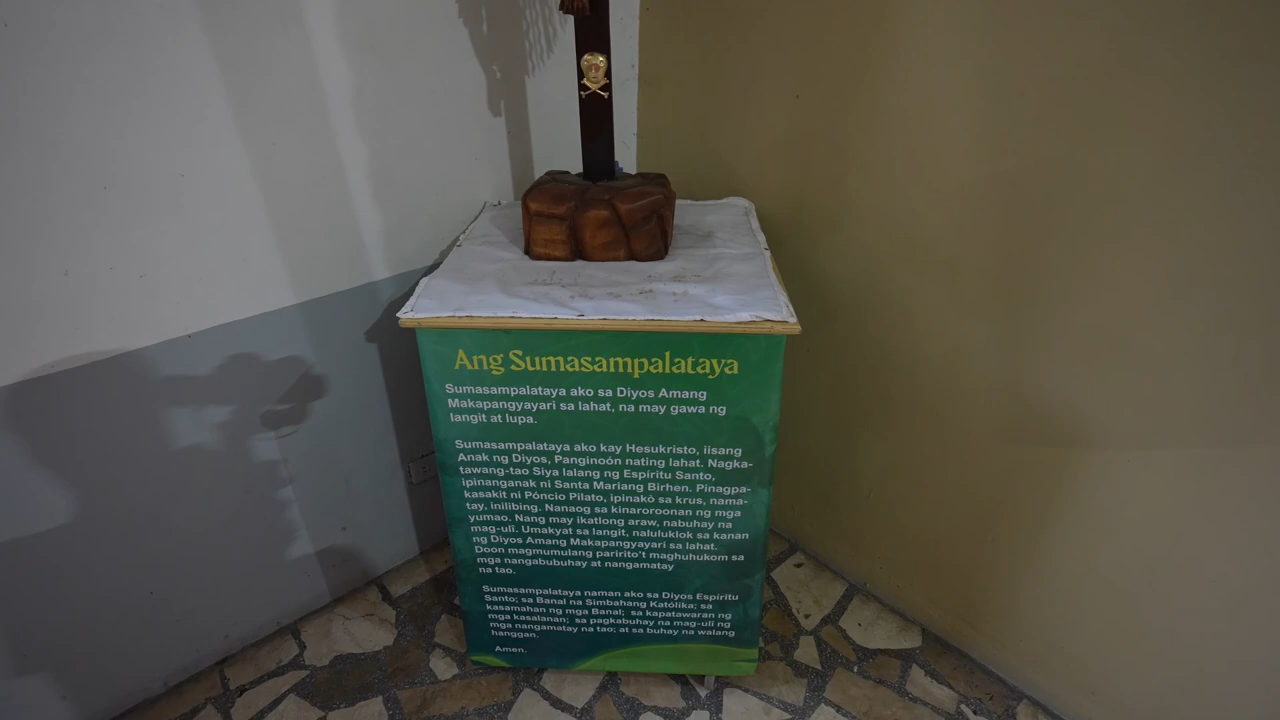 Ang Sumasampalataya
Sumasampalataya ako sa Diyos Amang
Makapangyayari sa lahat, na may gawa ng
langit at lupa.
Sumasampalataya ako kay Hesukristo, iisang
Anak ng Diyos, Panginoón nating lahat. Nagka-
tawang-tao Siya lalang ng Espíritu Santo,
ipinanganak ni Santa Mariang Birhen. Pinagpa-
kasakit ni Póncio Pilato, ipinakô sa krus, nama-
tay, inilibing. Nanaog sa kinaroroonan ng mga
yumao. Nang may ikatlong araw, nabuhay na
mag-ulî. Umakyat sa langit, naluluklok sa kanan
ng Diyos Amang Makapangyayari sa lahat.
Doon magmumulang paririto't maghuhukom sa
mga nangabubuhay at nangamatay
na tao.
Sumasampalataya naman ako sa Diyos Espíritu
Santo; sa Banal na Simbahang Katólika; sa
kasamahan ng mga Banal; sa kapatawaran ng
mga kasalanan; sa pagkabuhay na mag-ulî ng
mga nangamatay na tao; at sa buhay na walang
hanggan.
Amen.